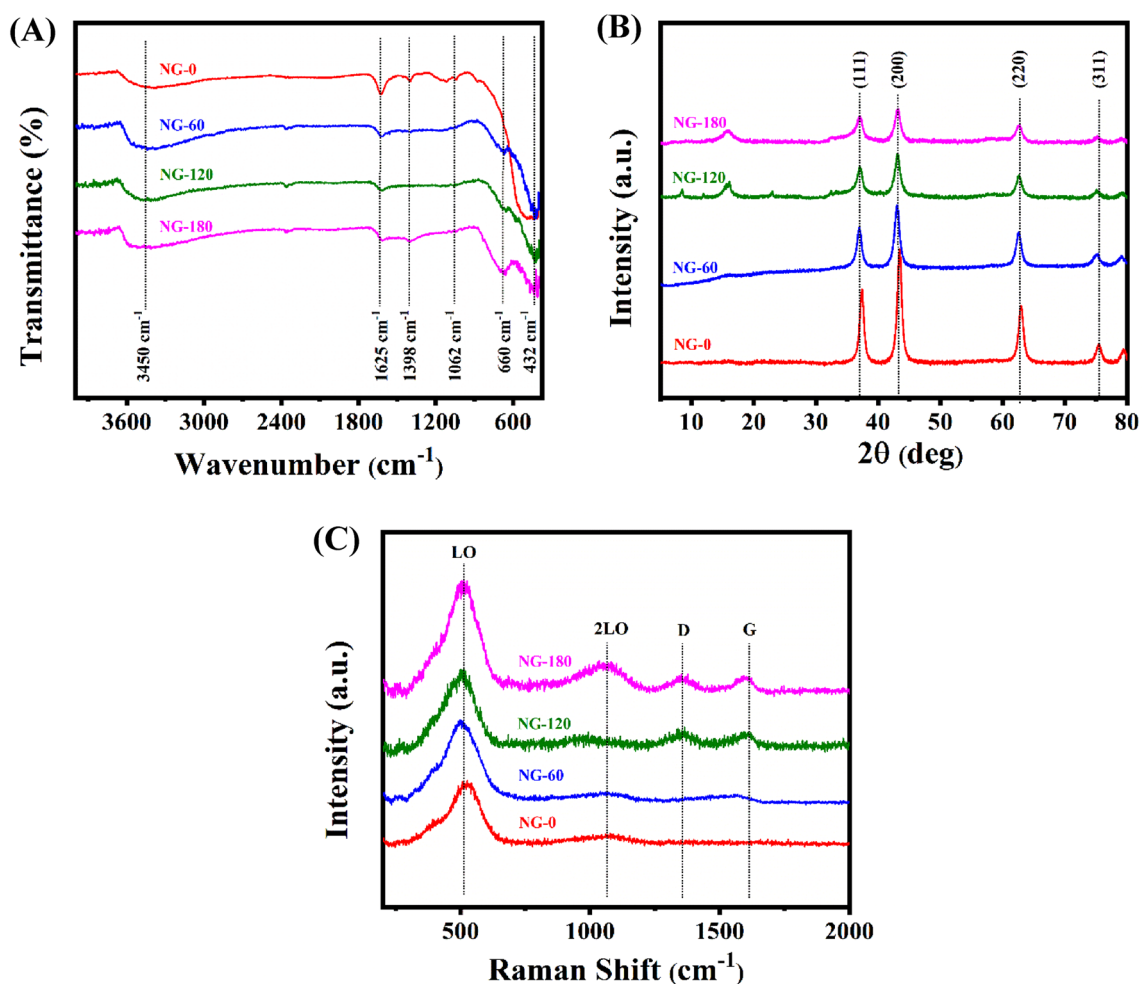 (A)
Transmittance (%)
NG-0
NG-60
NG-120
NG-180
3450 cm⁻¹
1625 cm⁻¹
1398 cm⁻¹
1062 cm⁻¹
660 cm⁻¹
432 cm⁻¹
3600 3000 2400 1800 1200 600
Wavenumber (cm⁻¹)
(B)
Intensity (a.u.)
(111)
(200)
(220)
(311)
NG-180
NG-120
NG-60
NG-0
10 20 30 40 50 60 70 80
2θ (deg)
(C)
Intensity (a.u.)
LO
2LO
D
G
NG-180
NG-120
NG-60
NG-0
500 1000 1500 2000
Raman Shift (cm⁻¹)